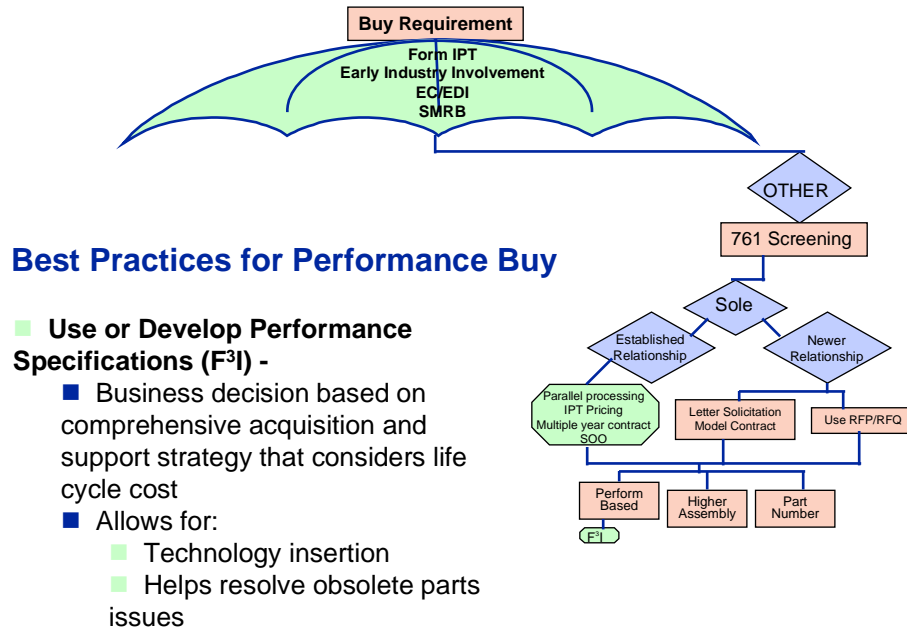 Buy Requirement
Form IPT
Early Industry Involvement
EC/EDI
SMRB
OTHER
761 Screening
Sole
Established
Relationship
Newer
Relationship
Parallel processing
IPT Pricing
Multiple year contract
SOO
Letter Solicitation
Model Contract
Use RFP/RFQ
Perform
Based
Higher
Assembly
Part
Number
F³I
Best Practices for Performance Buy
Use or Develop Performance
Specifications (F³I) -
Business decision based on
comprehensive acquisition and
support strategy that considers life
cycle cost
Allows for:
Technology insertion
Helps resolve obsolete parts
issues